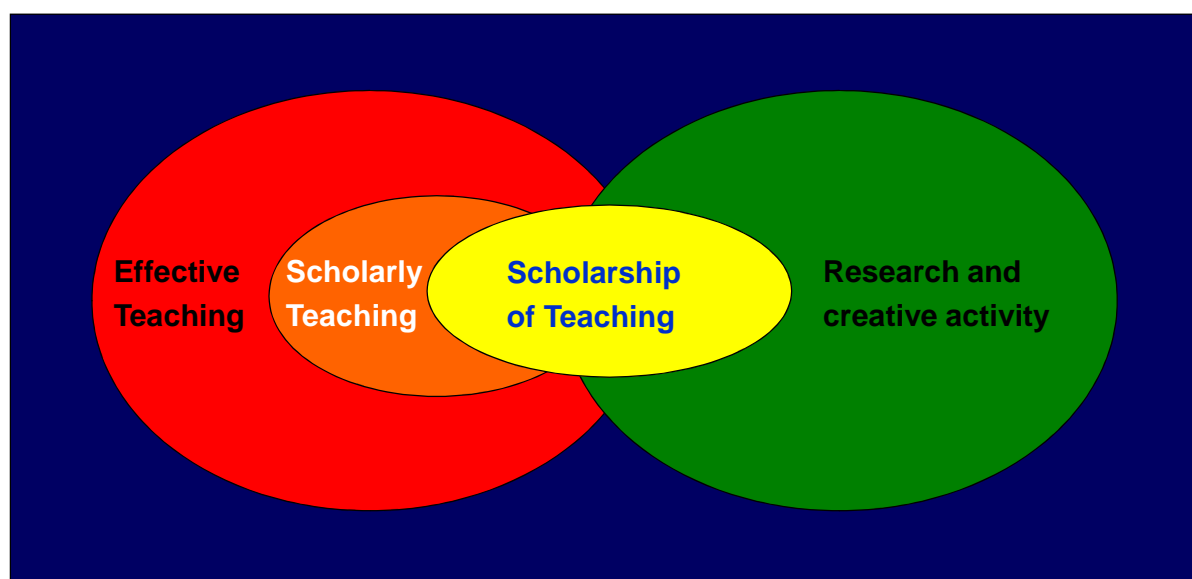 Effective
Teaching
Scholarly
Teaching
Scholarship
of Teaching
Research and
creative activity